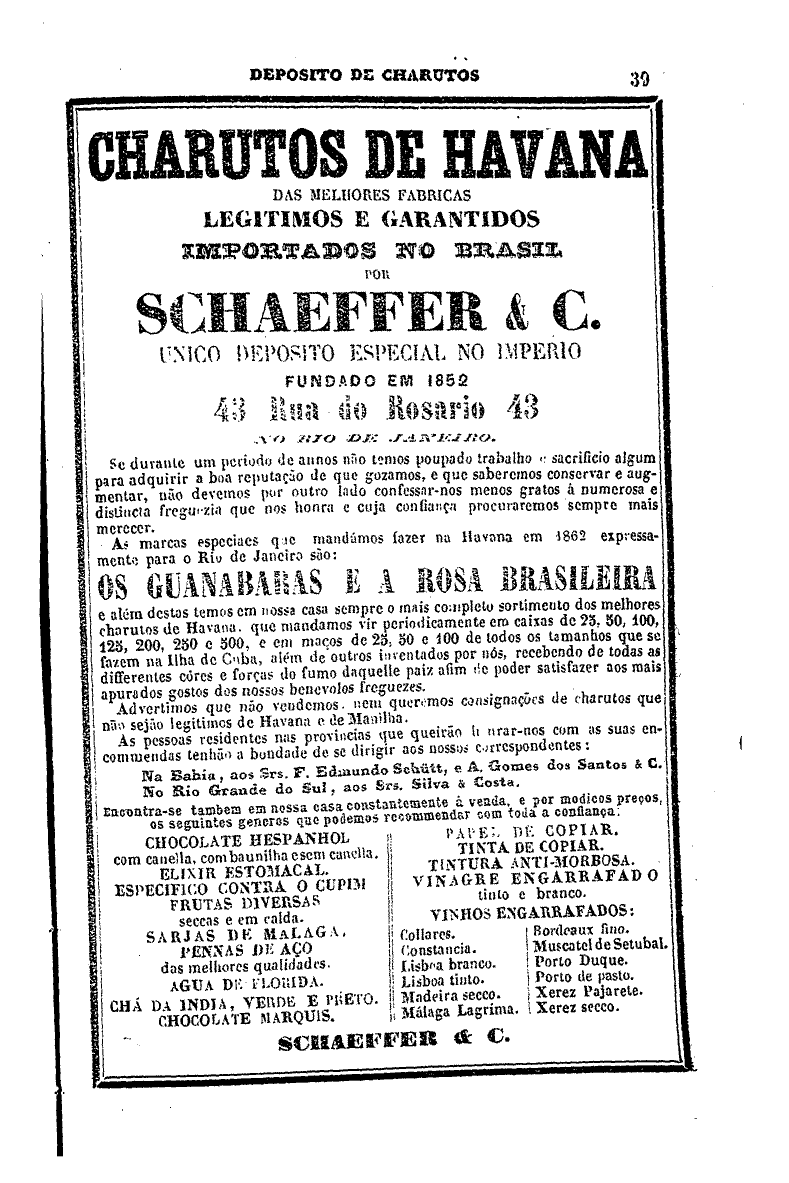 DEPOSITO DE CHARUTOS 39
CHARUTOS DE HAVANA
DAS MELHORES FABRICAS
LEGITIMOS E GARANTIDOS
IMPORTADOS NO BRASIL
POR
SCHAEFFER & C.
UNICO DEPOSITO ESPECIAL NO IMPERIO
FUNDADO EM 1852
43 Rua do Rosario 43
NO RIO DE JANEIRO.
Se durante um periodo de annos não temos poupado trabalho e sacrificio algum
para adquirir a boa reputação de que gozamos, e que saberemos conservar e aug-
mentar, não devemos por outro lado confessar-nos menos gratos á numerosa e
distincta freguezia que nos honra e cuja confiança procuraremos sempre mais
merecer.
As marcas especiaes que mandámos fazer na Havana em 1862 expressa-
mente para o Rio de Janeiro são:
OS GUANABARAS E A ROSA BRASILEIRA
e além destas temos em nossa casa sempre o mais completo sortimento dos melhores
charutos de Havana, que mandamos vir periodicamente em caixas de 25, 50, 100,
125, 200, 250 e 500, e em maços de 25, 50 e 100 de todos os tamanhos que se
fazem na Ilha de Cuba, além de outros inventados por nós, recebendo de todas as
differentes côres e forças do fumo daquelle paiz afim de poder satisfazer aos mais
apurados gostos dos nossos benevolos freguezes.
Advertimos que não vendemos, nem queremos consignações de charutos que
não sejão legitimos de Havana e de Manilha.
As pessoas residentes nas provincias que queirão honrar-nos com as suas en-
commendas tenhão a bondade de se dirigir aos nossos correspondentes:
Na Bahia, aos Srs. F. Edmundo Schütt, e A. Gomes dos Santos & C.
No Rio Grande do Sul, aos Srs. Silva & Costa.
Encontra-se tambem em nossa casa constantemente á venda, e por modicos preços,
os seguintes generos que podemos recommendar com toda a confiança:
CHOCOLATE HESPANHOL
com canella, com baunilha e sem canella.
ELIXIR ESTOMACAL.
ESPECIFICO CONTRA O CUPIM
FRUTAS DIVERSAS
seccas e em calda.
SARJAS DE MALAGA.
PENNAS DE AÇO
das melhores qualidades.
AGUA DE FLORIDA.
CHÁ DA INDIA, VERDE E PRETO.
CHOCOLATE MARQUIS.
PAPEL DE COPIAR.
TINTA DE COPIAR.
TINTURA ANTI-MORBOSA.
VINAGRE ENGARRAFADO
tinto e branco.
VINHOS ENGARRAFADOS:
Collares.
Constancia.
Lisboa branco.
Lisboa tinto.
Madeira secco.
Málaga Lagrima.
Bordeaux fino.
Muscatel de Setubal.
Porto Duque.
Porto de pasto.
Xerez Pajarete.
Xerez secco.
SCHAEFFER & C.